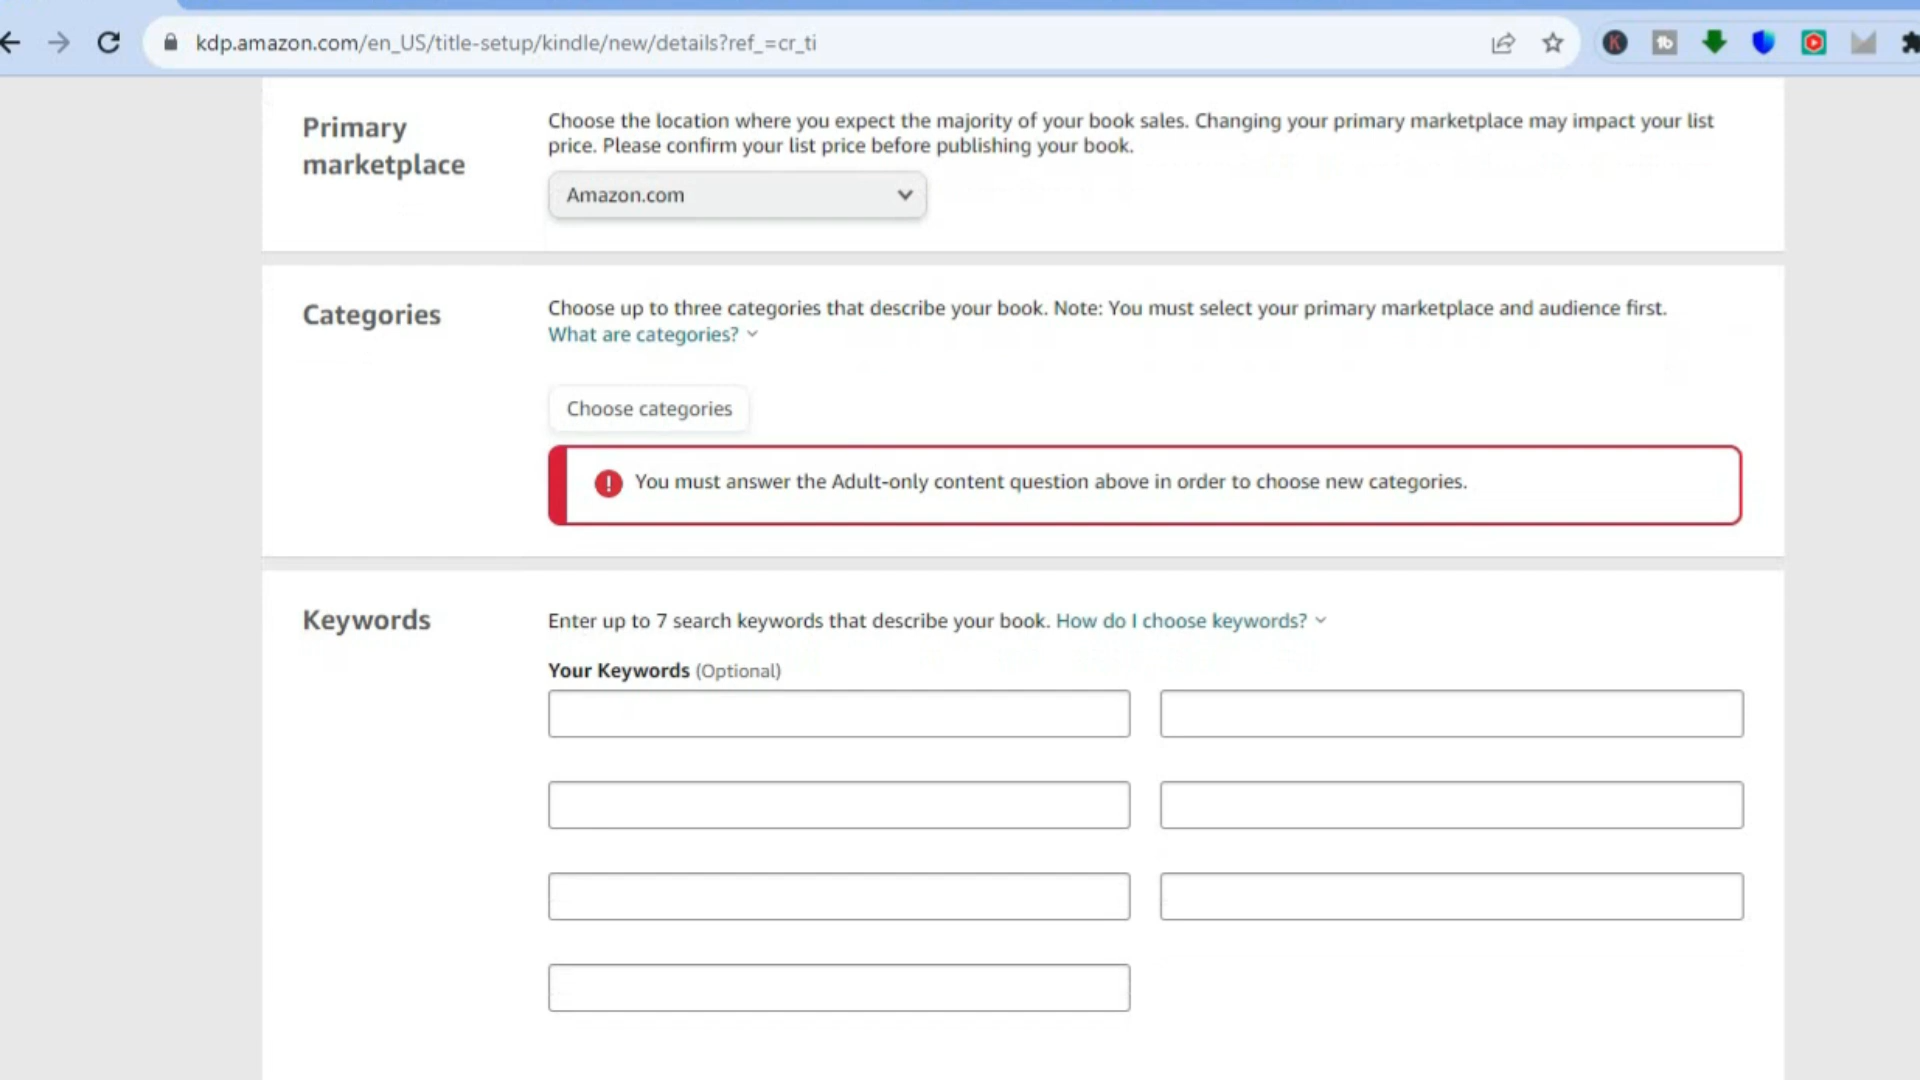 kdp.amazon.com/en_US/title-setup/kindle/new/details?ref_=cr_ti
K
tb
Primary
marketplace
Choose the location where you expect the majority of your book sales. Changing your primary marketplace may impact your list
price. Please confirm your list price before publishing your book.
Amazon.com
Categories
Choose up to three categories that describe your book. Note: You must select your primary marketplace and audience first.
What are categories?
Choose categories
You must answer the Adult-only content question above in order to choose new categories.
Keywords
Enter up to 7 search keywords that describe your book. How do I choose keywords?
Your Keywords (Optional)